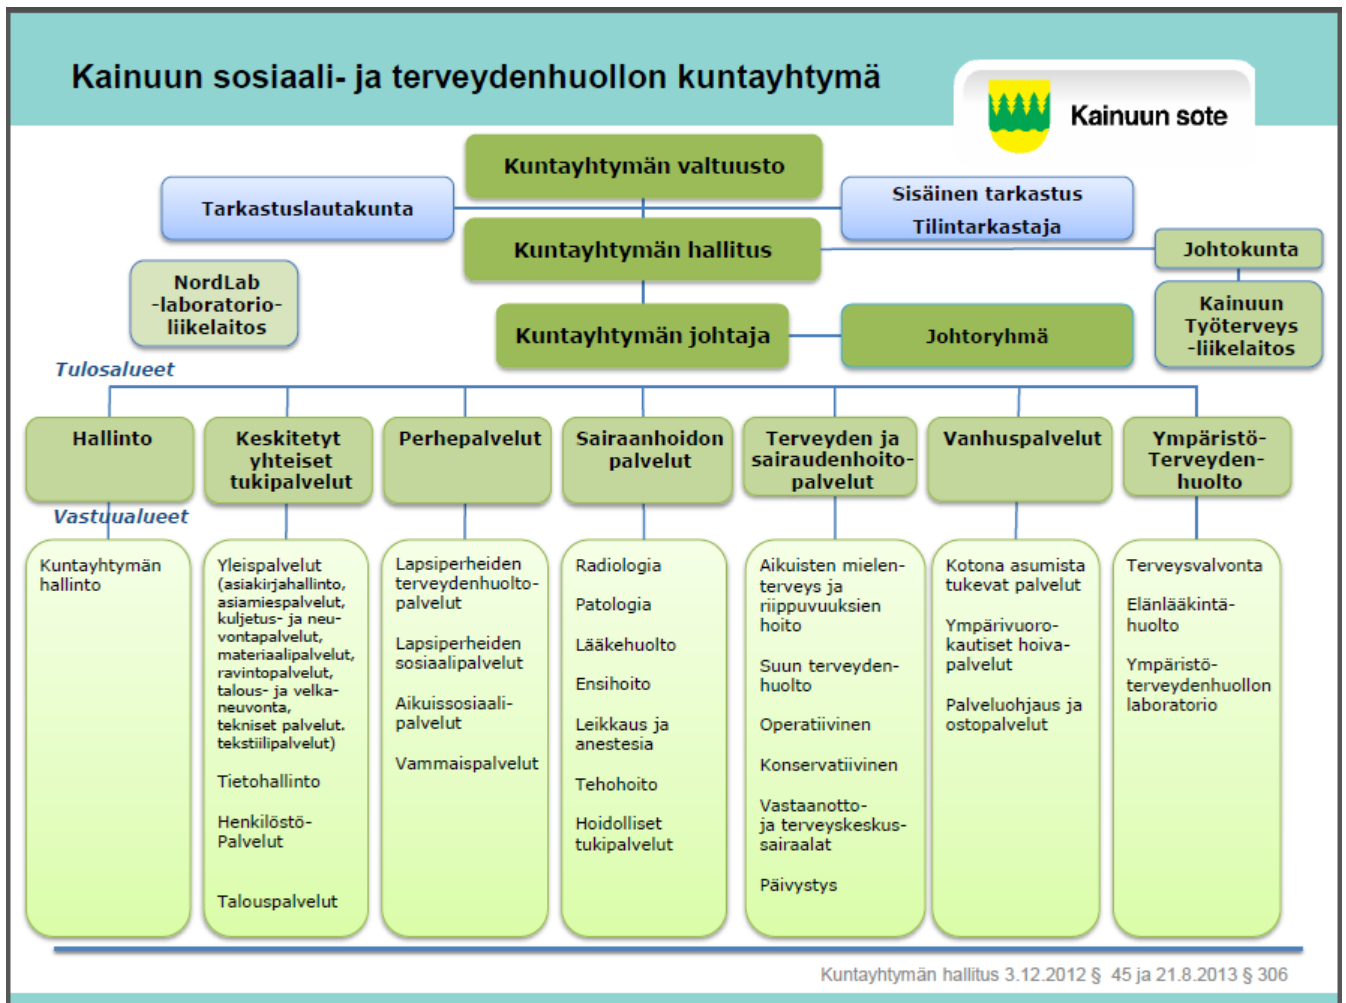 Kainuun sosiaali- ja terveydenhuollon kuntayhtymä
Kainuun sote
Kuntayhtymän valtuusto
Tarkastuslautakunta
Sisäinen tarkastus
Tilintarkastaja
Kuntayhtymän hallitus
Johtokunta
NordLab
-laboratorio-
liikelaitos
Kainuun
Työterveys
-liikelaitos
Kuntayhtymän johtaja
Johtoryhmä
Tulosalueet
Hallinto
Keskitetyt
yhteiset
tukipalvelut
Perhepalvelut
Sairaanhoidon
palvelut
Terveyden ja
sairaudenhoito-
palvelut
Vanhuspalvelut
Ympäristö-
Terveyden-
huolto
Vastuualueet
Kuntayhtymän
hallinto
Yleispalvelut
(asiakirjahallinto,
asiamiespalvelut,
kuljetus- ja neu-
vontapalvelut,
materiaalipalvelut,
ravintopalvelut,
talous- ja velka-
neuvonta,
tekniset palvelut.
tekstiilipalvelut)
Tietohallinto
Henkilöstö-
Palvelut
Talouspalvelut
Lapsiperheiden
terveydenhuolto-
palvelut
Lapsiperheiden
sosiaalipalvelut
Aikuissosiaali-
palvelut
Vammaispalvelut
Radiologia
Patologia
Lääkehuolto
Ensihoito
Leikkaus ja
anestesia
Tehohoito
Hoidolliset
tukipalvelut
Aikuisten mielen-
terveys ja
riippuvuuksien
hoito
Suun terveyden-
huolto
Operatiivinen
Konservatiivinen
Vastaanotto-
ja terveyskeskus-
sairaalat
Päivystys
Kotona asumista
tukevat palvelut
Ympärivuoro-
kautiset hoiva-
palvelut
Palveluohjaus ja
ostopalvelut
Terveysvalvonta
Elänlääkintä-
huolto
Ympäristö-
terveydenhuollon
laboratorio
Kuntayhtymän hallitus 3.12.2012 § 45 ja 21.8.2013 § 306